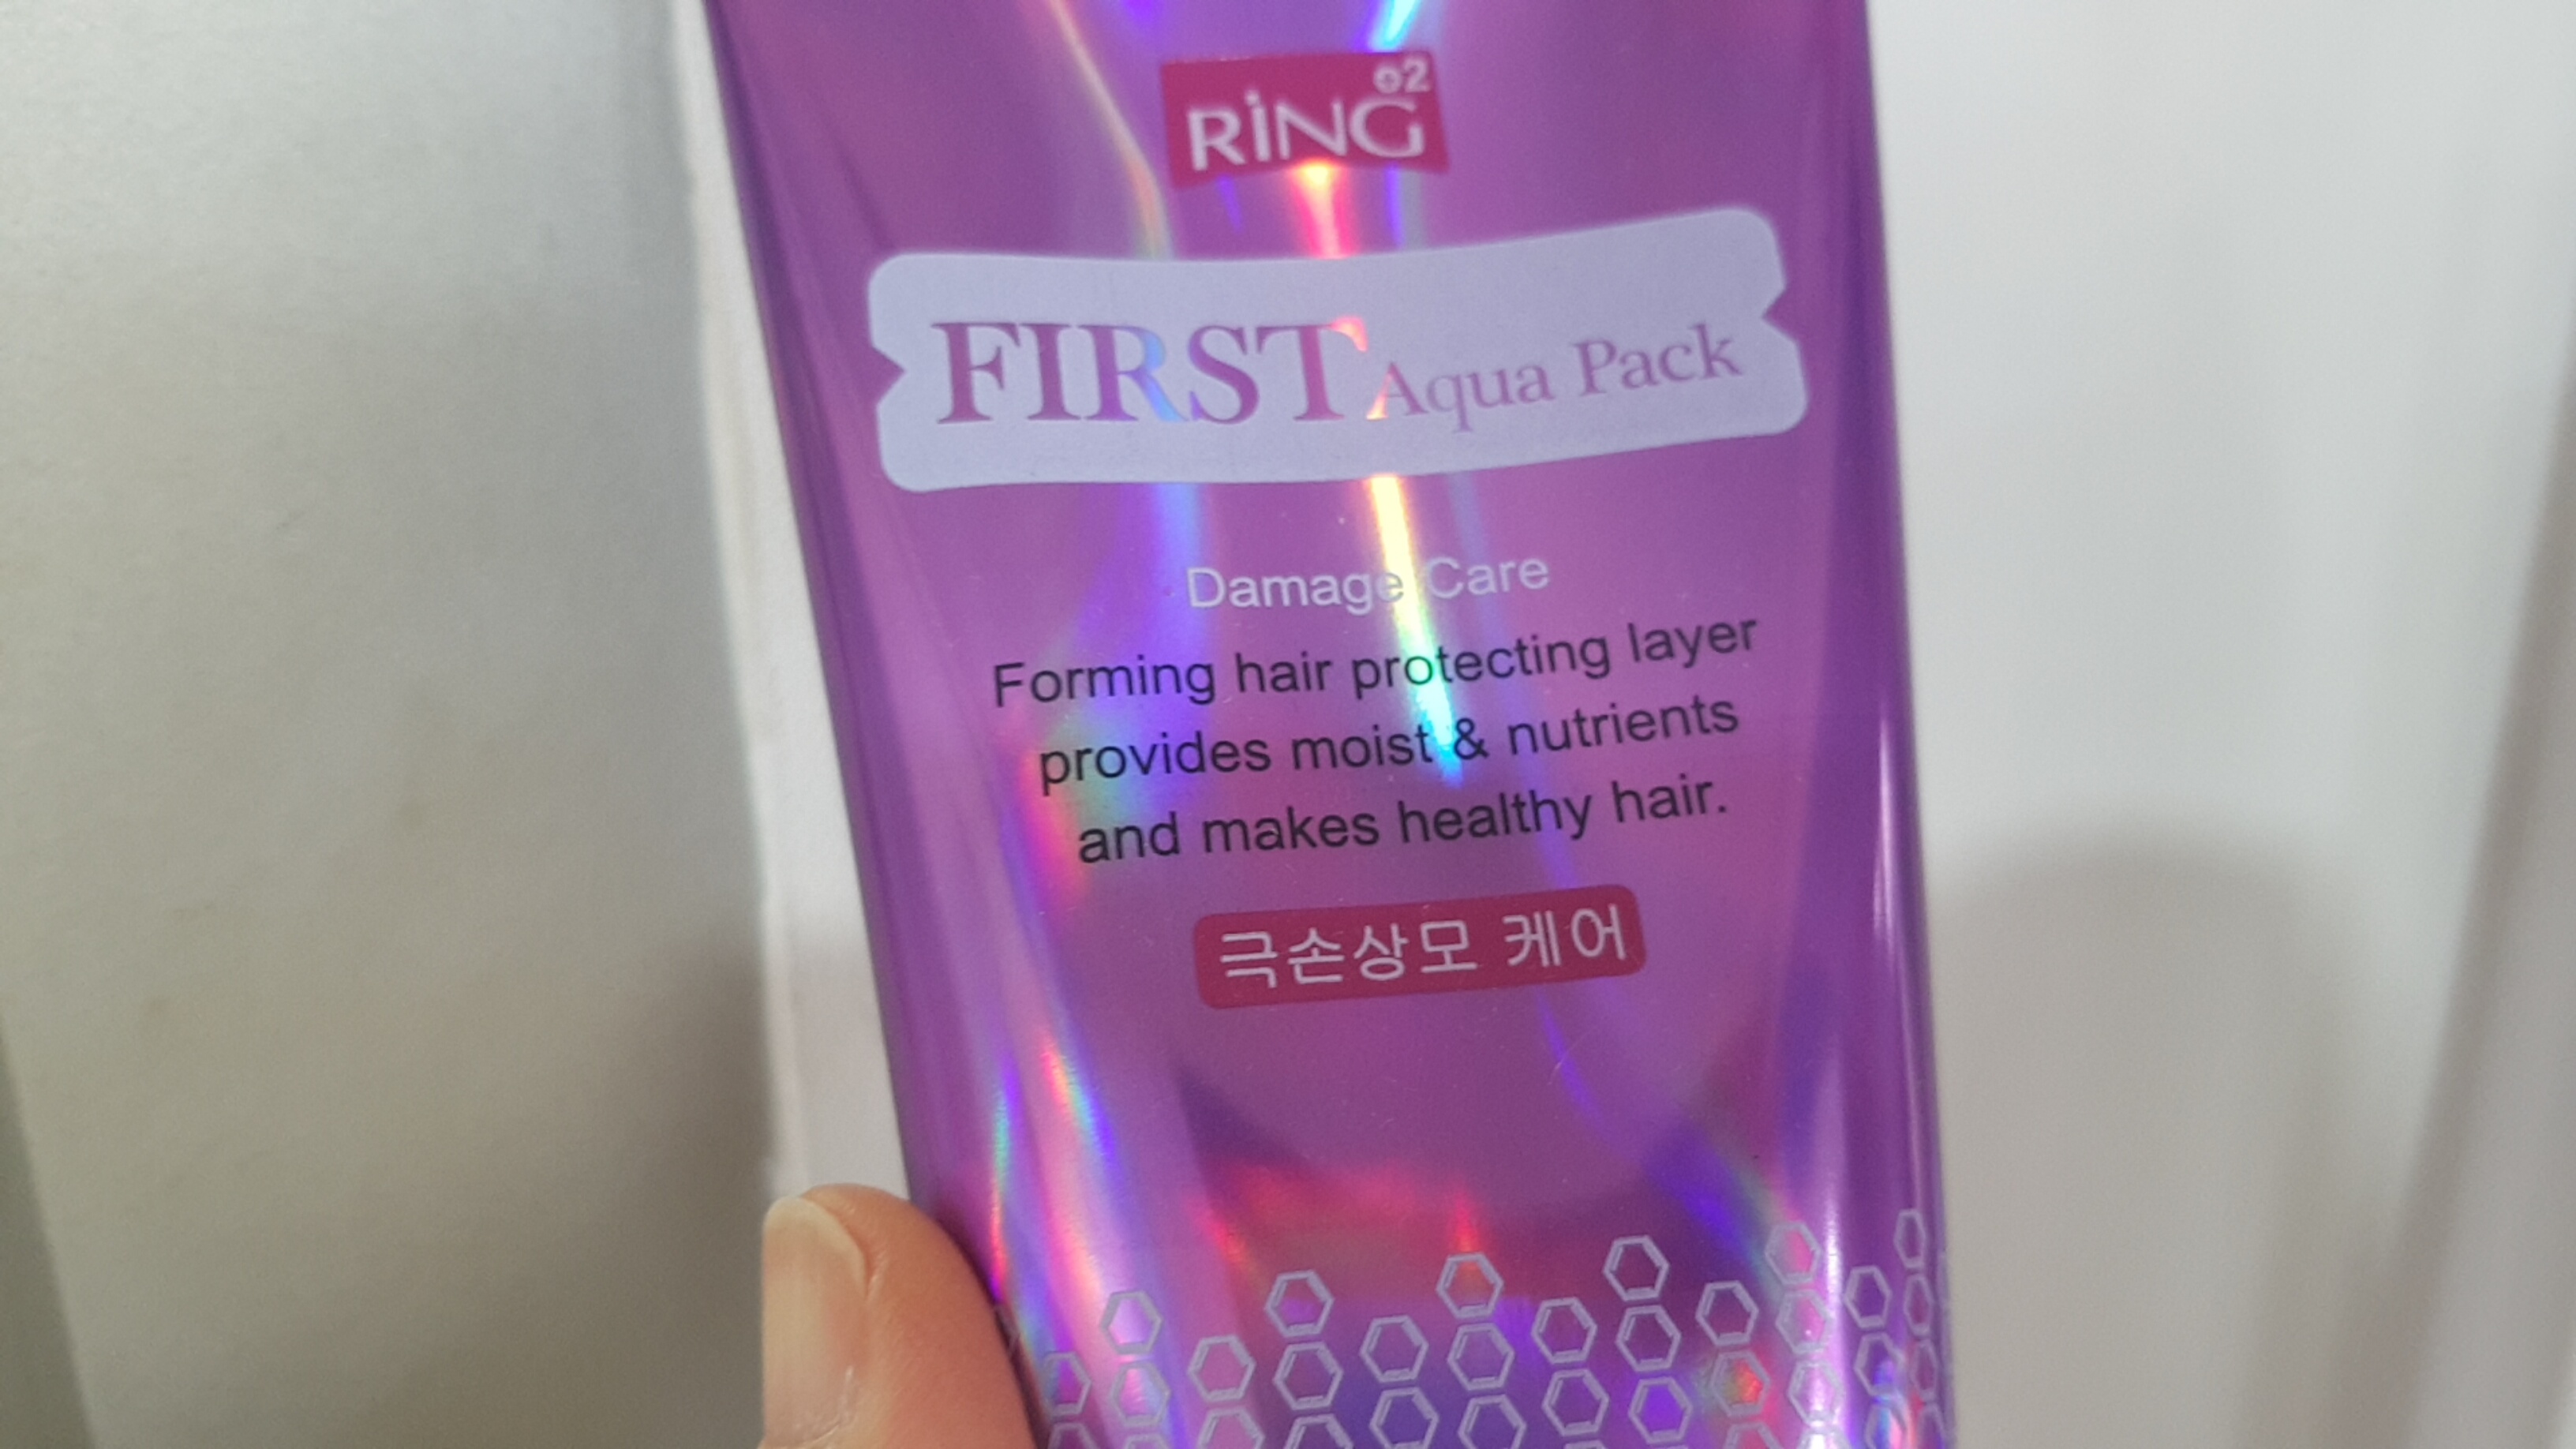 RiNG o2
FIRST Aqua Pack
Damage Care
Forming hair protecting layer
provides moist & nutrients
and makes healthy hair.
극손상모 케어